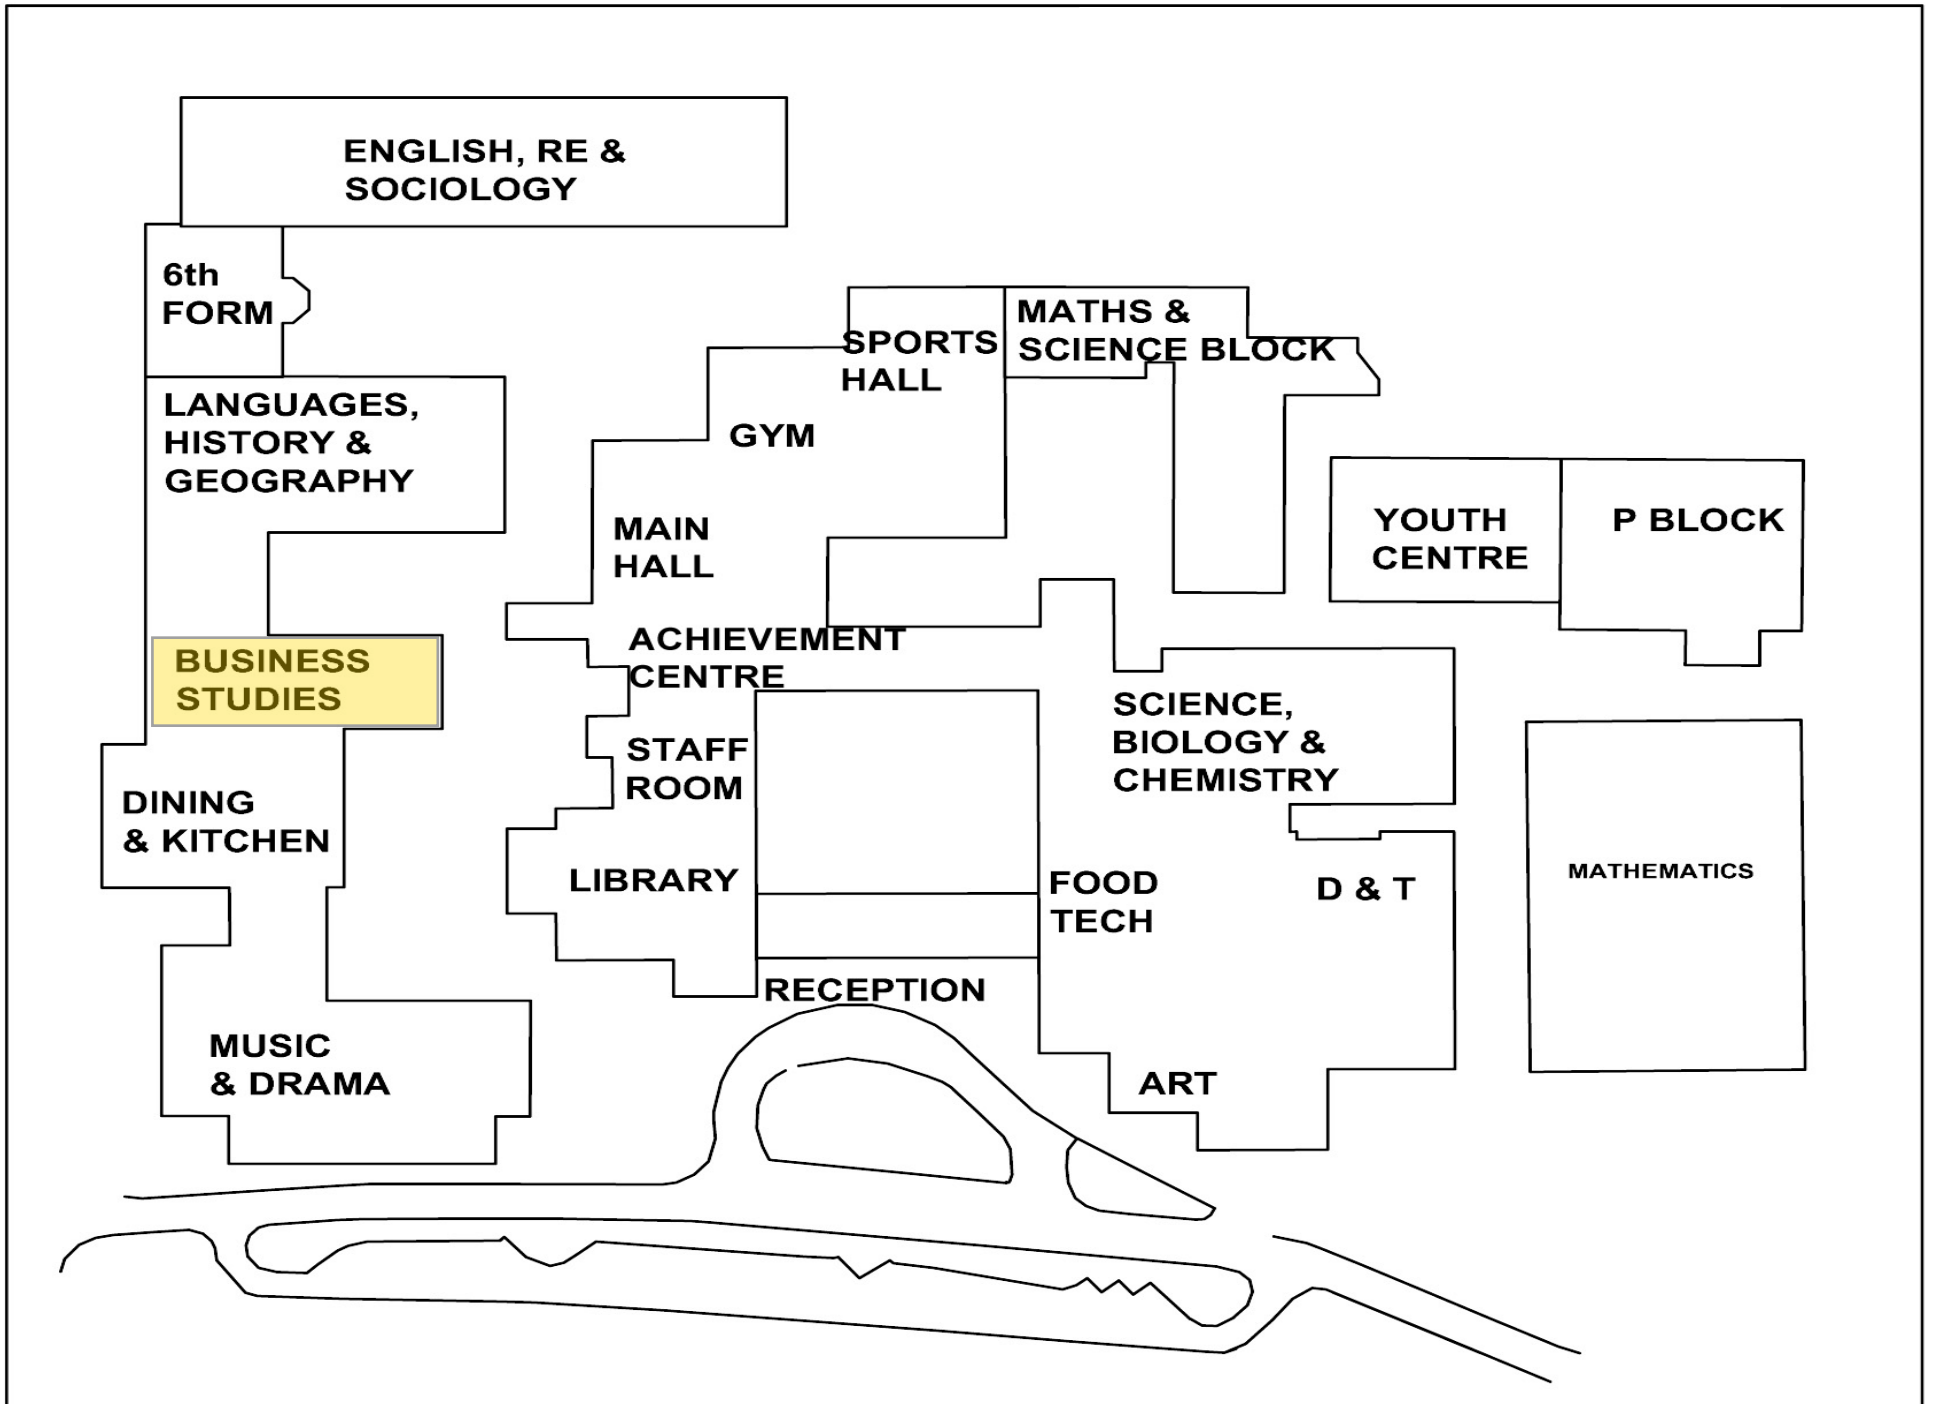 ENGLISH, RE &
SOCIOLOGY
6th
FORM
LANGUAGES,
HISTORY &
GEOGRAPHY
BUSINESS
STUDIES
DINING
& KITCHEN
MUSIC
& DRAMA
SPORTS
HALL
MATHS &
SCIENCE BLOCK
GYM
MAIN
HALL
ACHIEVEMENT
CENTRE
STAFF
ROOM
LIBRARY
RECEPTION
SCIENCE,
BIOLOGY &
CHEMISTRY
FOOD
TECH
D & T
ART
YOUTH
CENTRE
P BLOCK
MATHEMATICS